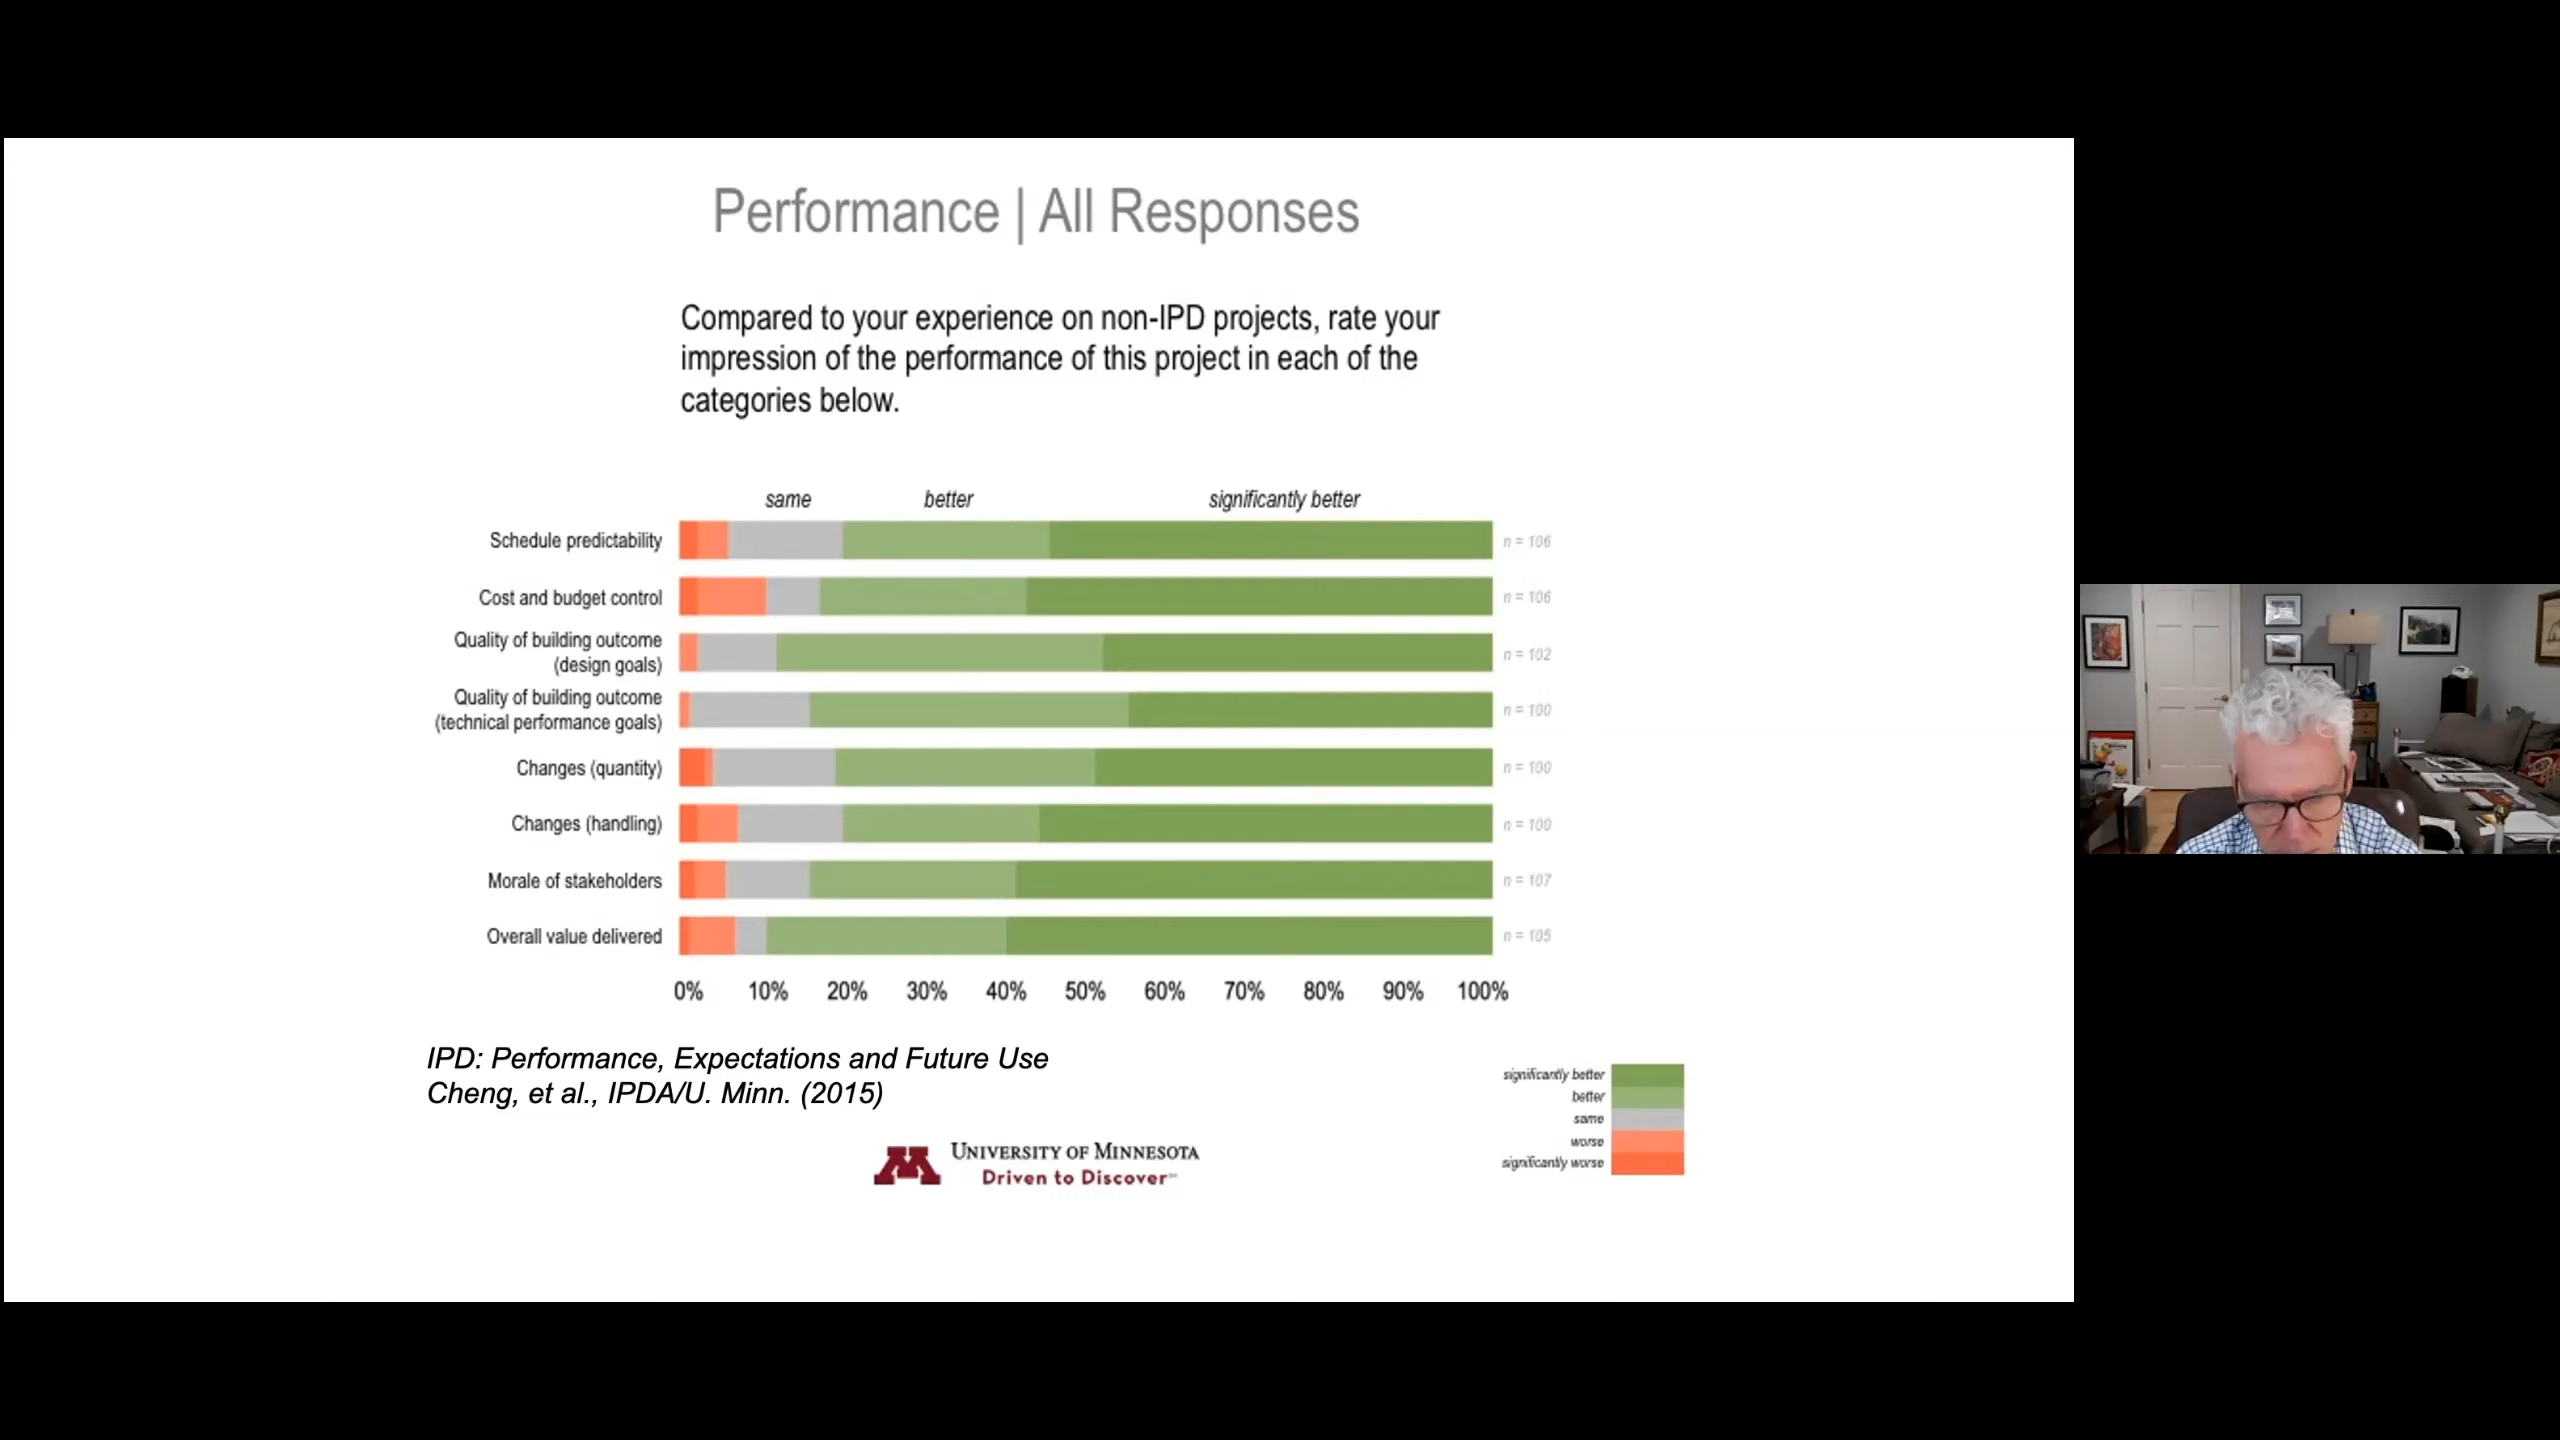 Performance | All Responses
Compared to your experience on non-IPD projects, rate your
impression of the performance of this project in each of the
categories below.
same better significantly better
Schedule predictability n = 106
Cost and budget control n = 106
Quality of building outcome
(design goals) n = 102
Quality of building outcome
(technical performance goals) n = 100
Changes (quantity) n = 100
Changes (handling) n = 100
Morale of stakeholders n = 107
Overall value delivered n = 105
0% 10% 20% 30% 40% 50% 60% 70% 80% 90% 100%
IPD: Performance, Expectations and Future Use
Cheng, et al., IPDA/U. Minn. (2015)
significantly better
better
same
worse
significantly worse
M
UNIVERSITY OF MINNESOTA
Driven to Discover